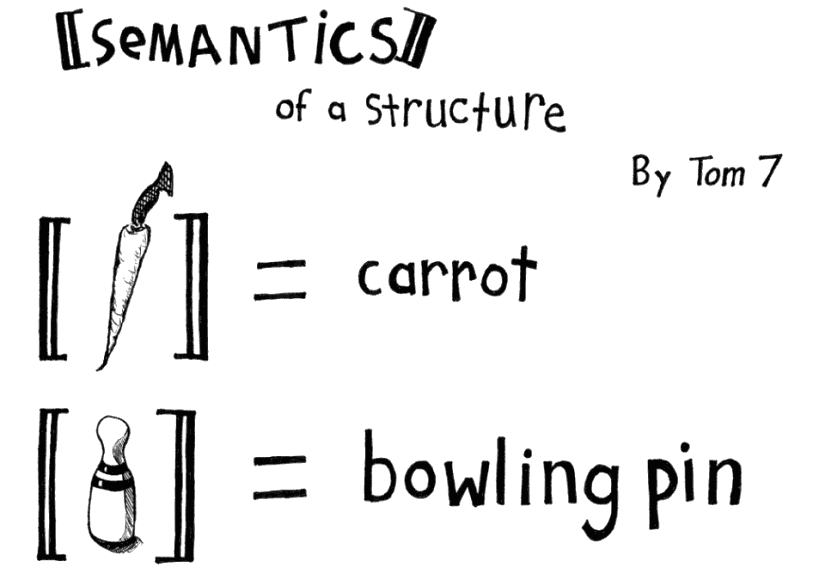 ⟦SeMANTiCS⟧
of a structure
By Tom 7
⟦ ⟧ = carrot
⟦ ⟧ = bowling pin